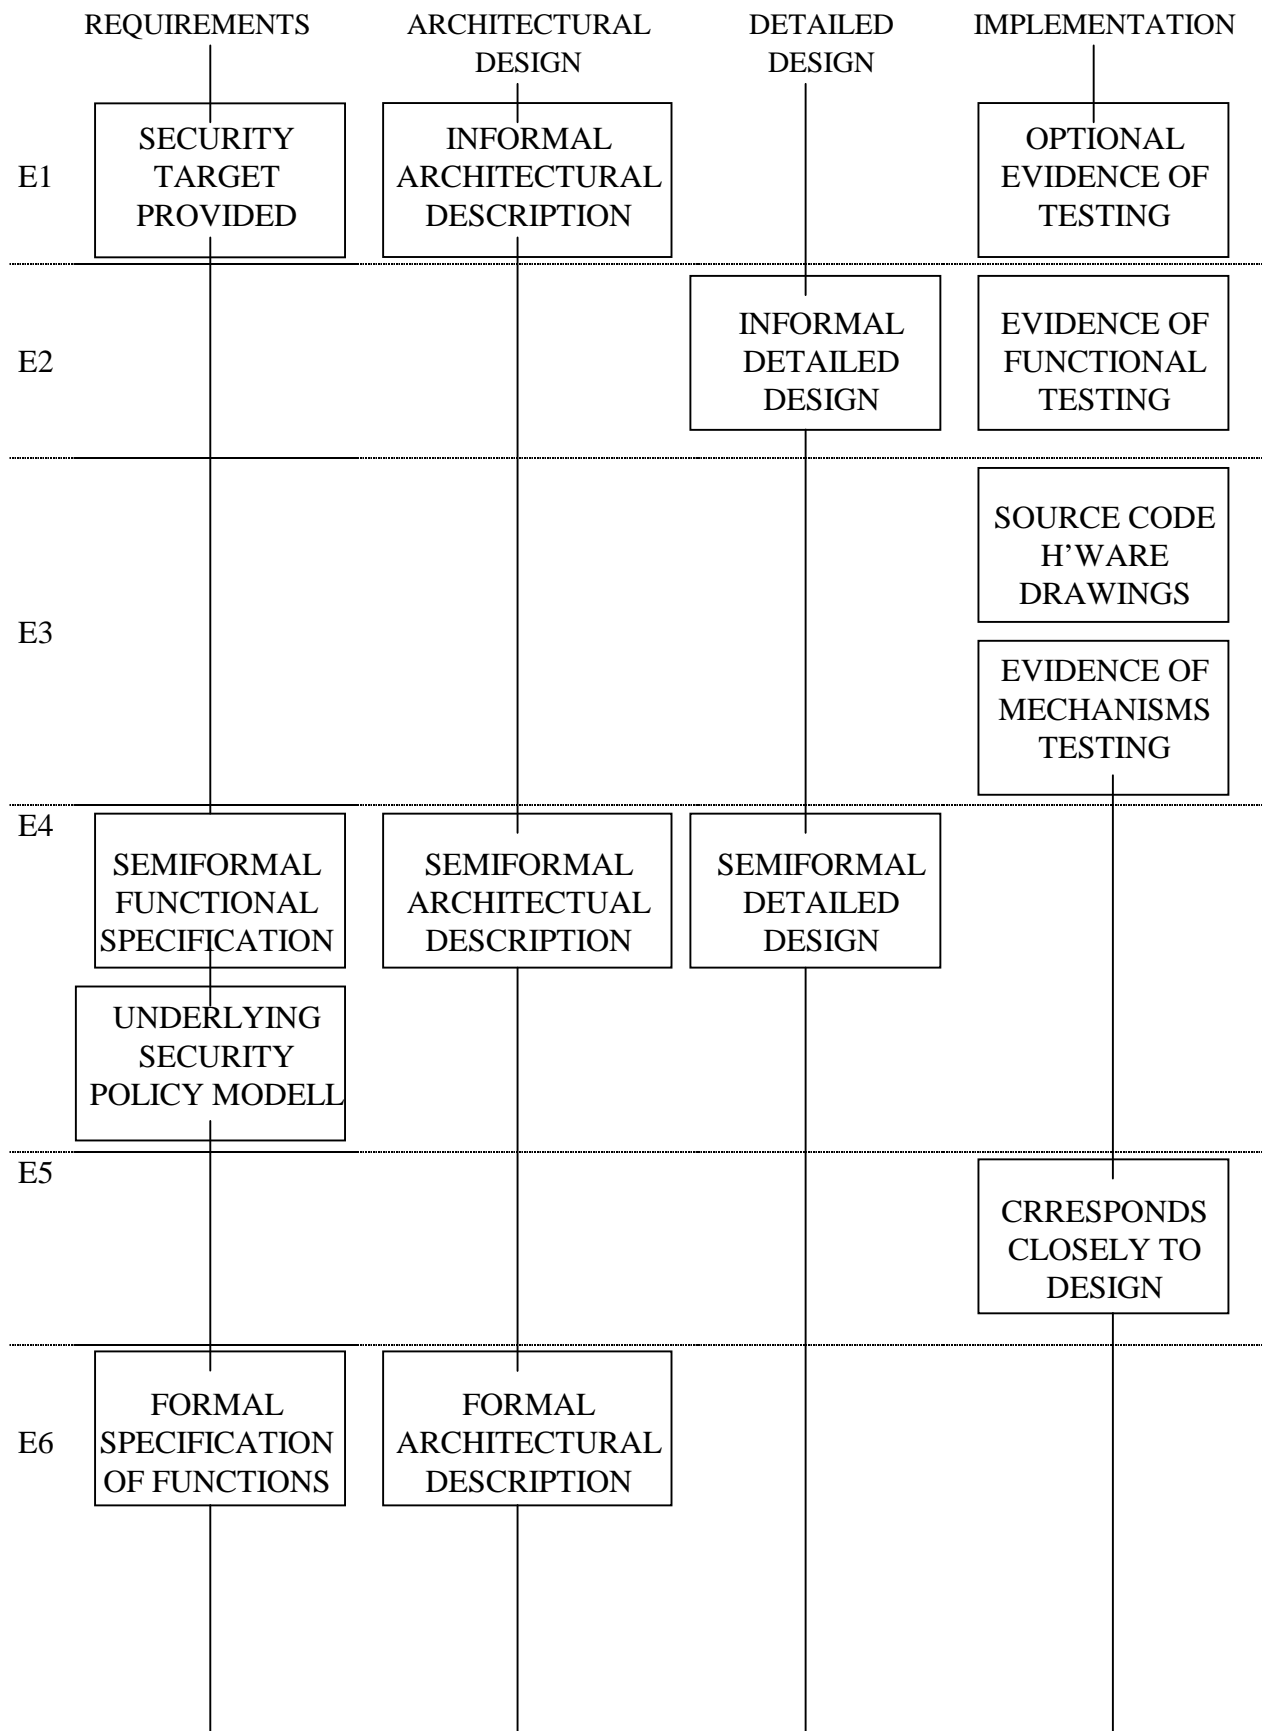 REQUIREMENTS
ARCHITECTURAL
DESIGN
DETAILED
DESIGN
IMPLEMENTATION
E1
SECURITY
TARGET
PROVIDED
INFORMAL
ARCHITECTURAL
DESCRIPTION
OPTIONAL
EVIDENCE OF
TESTING
E2
INFORMAL
DETAILED
DESIGN
EVIDENCE OF
FUNCTIONAL
TESTING
E3
SOURCE CODE
H'WARE
DRAWINGS
EVIDENCE OF
MECHANISMS
TESTING
E4
SEMIFORMAL
FUNCTIONAL
SPECIFICATION
SEMIFORMAL
ARCHITECTUAL
DESCRIPTION
SEMIFORMAL
DETAILED
DESIGN
UNDERLYING
SECURITY
POLICY MODELL
E5
CRRESPONDS
CLOSELY TO
DESIGN
E6
FORMAL
SPECIFICATION
OF FUNCTIONS
FORMAL
ARCHITECTURAL
DESCRIPTION